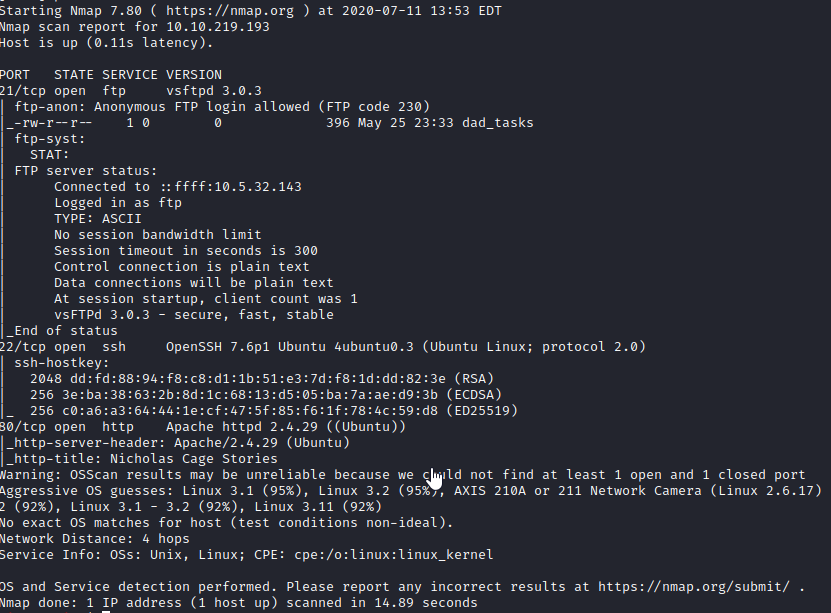 Starting Nmap 7.80 ( https://nmap.org ) at 2020-07-11 13:53 EDT
Nmap scan report for 10.10.219.193
Host is up (0.11s latency).
PORT   STATE SERVICE VERSION
21/tcp open  ftp     vsftpd 3.0.3
| ftp-anon: Anonymous FTP login allowed (FTP code 230)
|_-rw-r--r--    1 0        0             396 May 25 23:33 dad_tasks
| ftp-syst:
|   STAT:
| FTP server status:
|      Connected to ::ffff:10.5.32.143
|      Logged in as ftp
|      TYPE: ASCII
|      No session bandwidth limit
|      Session timeout in seconds is 300
|      Control connection is plain text
|      Data connections will be plain text
|      At session startup, client count was 1
|      vsFTPd 3.0.3 - secure, fast, stable
|_End of status
22/tcp open  ssh     OpenSSH 7.6p1 Ubuntu 4ubuntu0.3 (Ubuntu Linux; protocol 2.0)
| ssh-hostkey:
|   2048 dd:fd:88:94:f8:c8:d1:1b:51:e3:7d:f8:1d:dd:82:3e (RSA)
|   256 3e:ba:38:63:2b:8d:1c:68:13:d5:05:ba:7a:ae:d9:3b (ECDSA)
|_  256 c0:a6:a3:64:44:1e:cf:47:5f:85:f6:1f:78:4c:59:d8 (ED25519)
80/tcp open  http    Apache httpd 2.4.29 ((Ubuntu))
|_http-server-header: Apache/2.4.29 (Ubuntu)
|_http-title: Nicholas Cage Stories
Warning: OSScan results may be unreliable because we could not find at least 1 open and 1 closed port
Aggressive OS guesses: Linux 3.1 (95%), Linux 3.2 (95%), AXIS 210A or 211 Network Camera (Linux 2.6.17)
2 (92%), Linux 3.1 - 3.2 (92%), Linux 3.11 (92%)
No exact OS matches for host (test conditions non-ideal).
Network Distance: 4 hops
Service Info: OSs: Unix, Linux; CPE: cpe:/o:linux:linux_kernel
OS and Service detection performed. Please report any incorrect results at https://nmap.org/submit/ .
Nmap done: 1 IP address (1 host up) scanned in 14.89 seconds